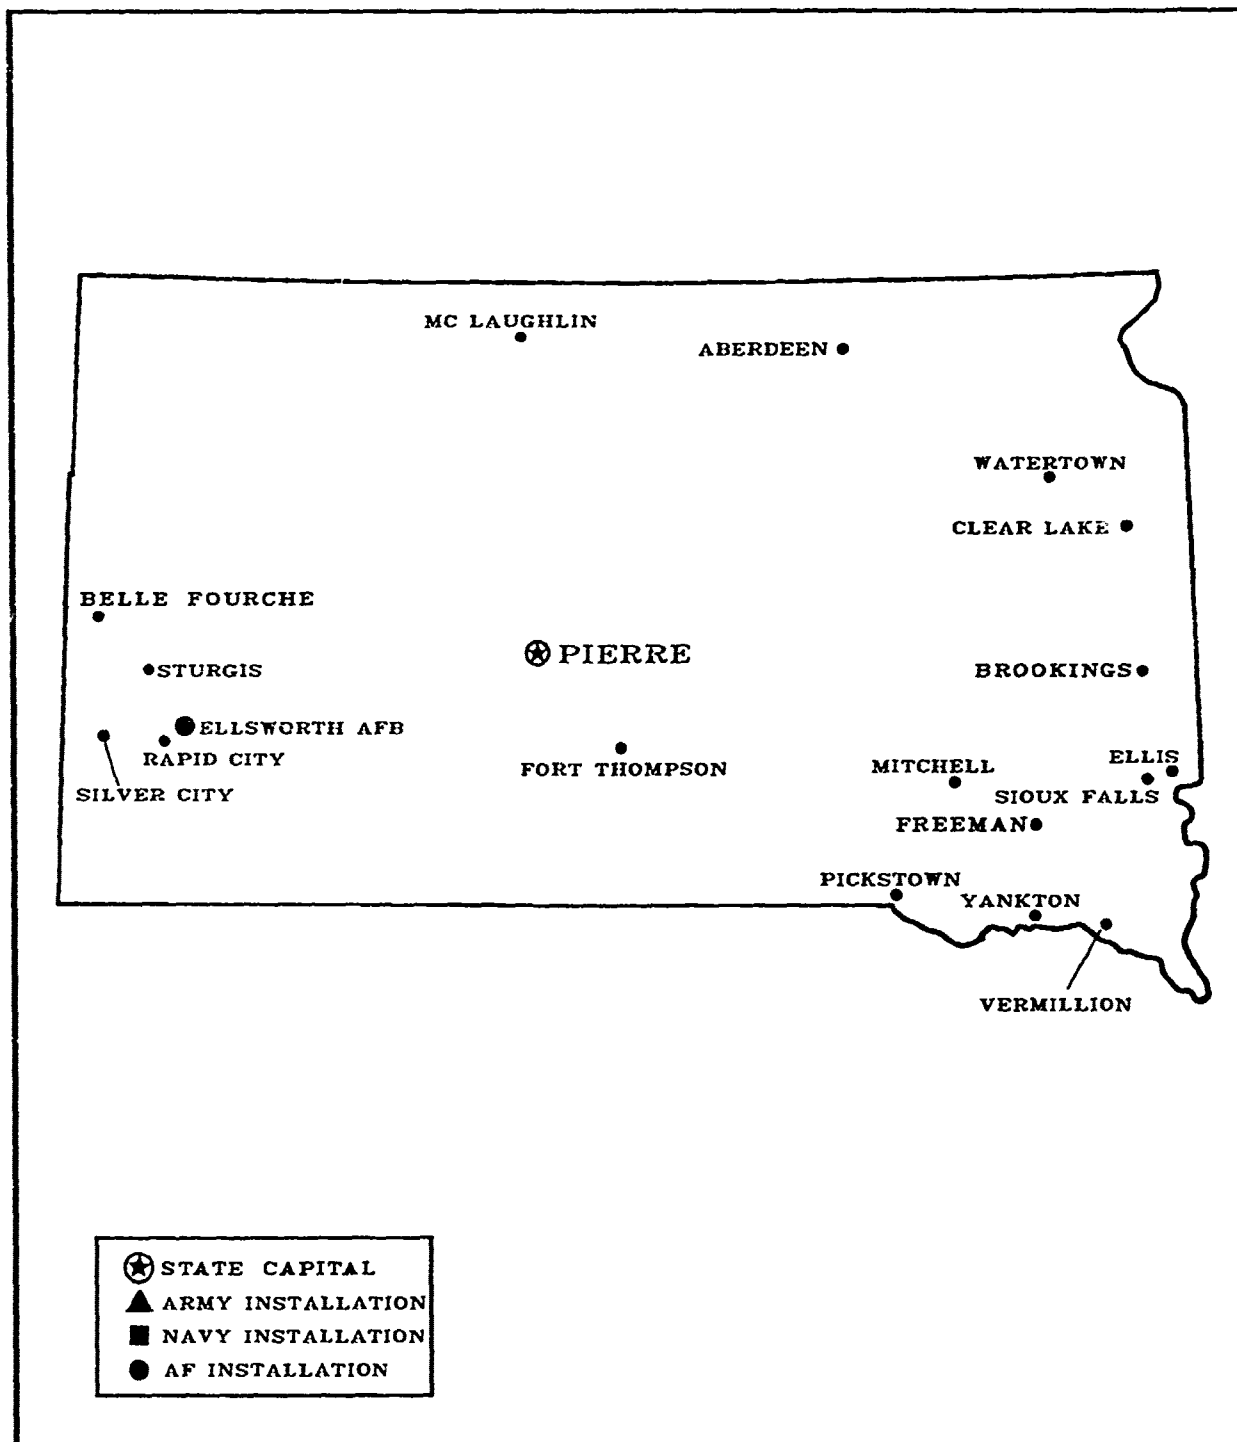 MC LAUGHLIN
ABERDEEN
WATERTOWN
CLEAR LAKE
BELLE FOURCHE
PIERRE
STURGIS
BROOKINGS
ELLSWORTH AFB
RAPID CITY
FORT THOMPSON
MITCHELL
ELLIS
SILVER CITY
SIOUX FALLS
FREEMAN
PICKSTOWN
YANKTON
VERMILLION
STATE CAPITAL
ARMY INSTALLATION
NAVY INSTALLATION
AF INSTALLATION